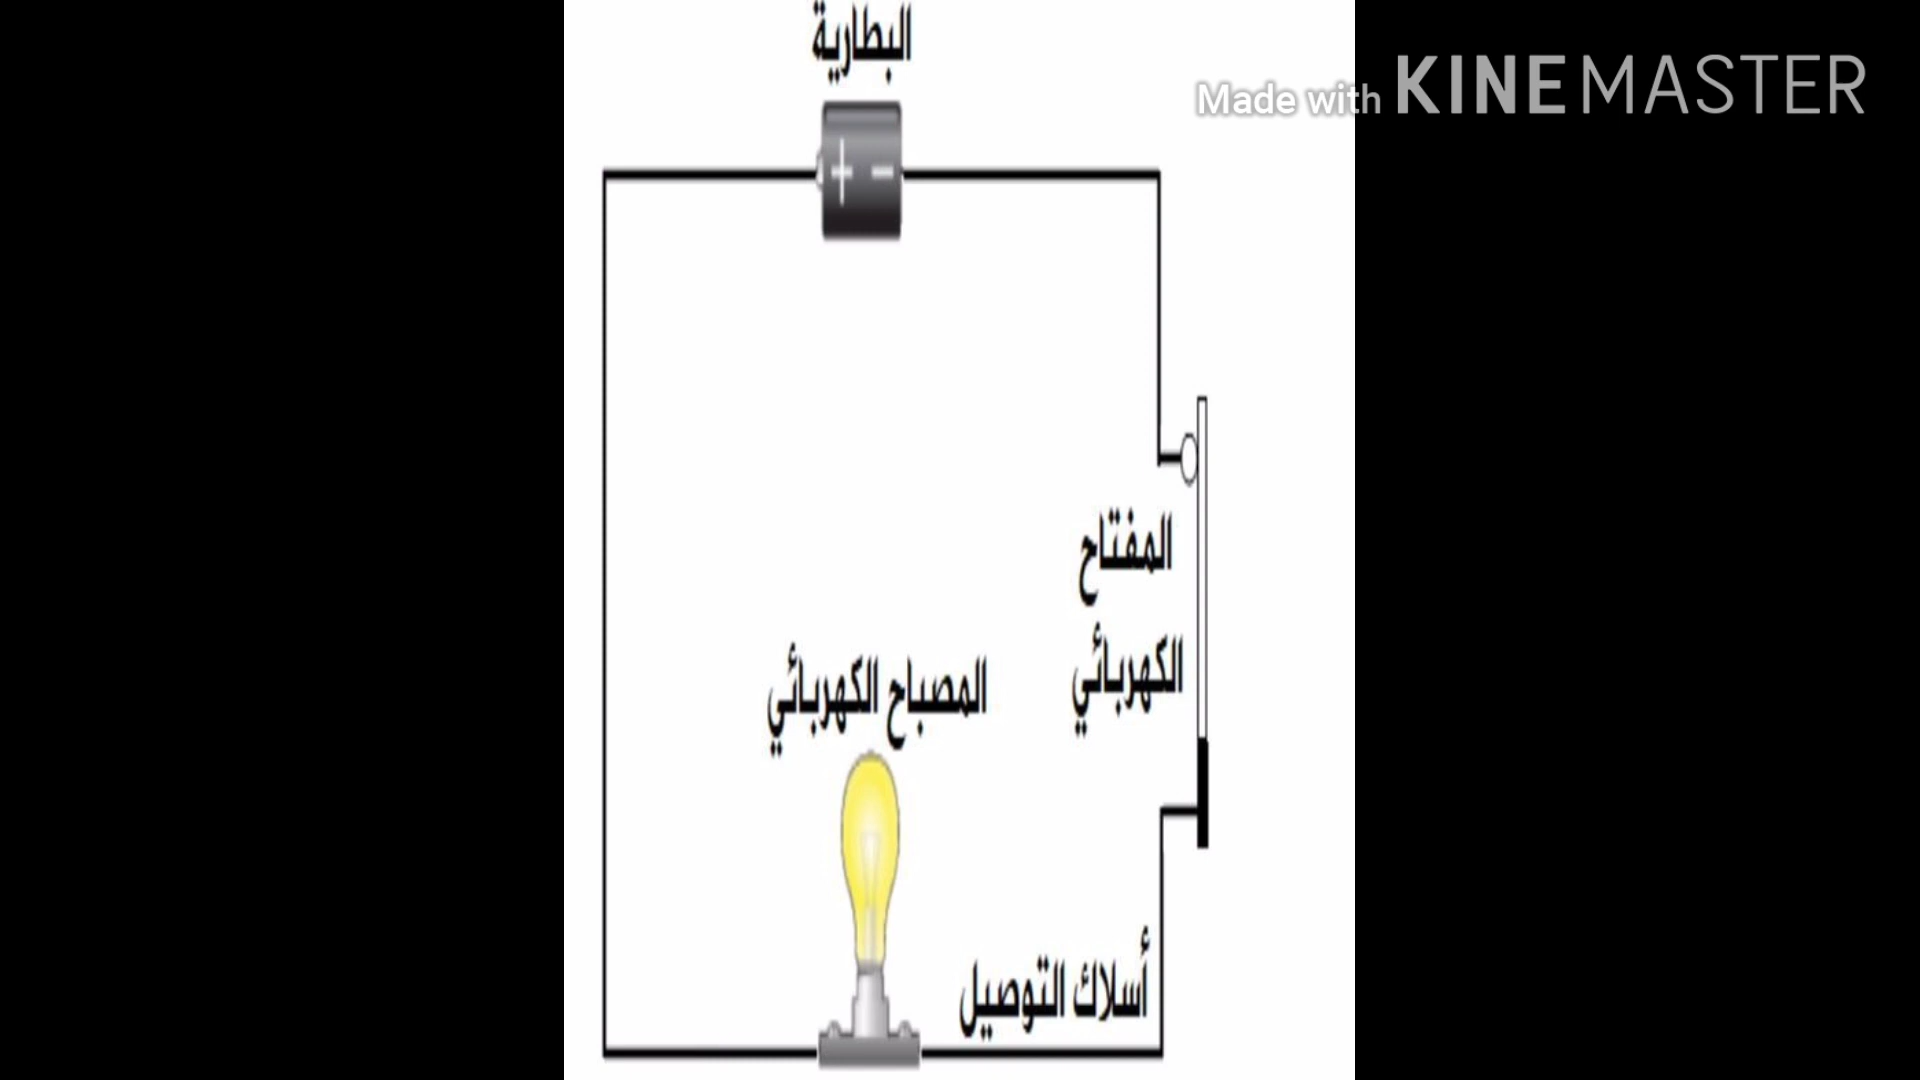 البطارية
Made with KINEMASTER
+ -
المفتاح
الكهربائي
المصباح الكهربائي
أسلاك التوصيل